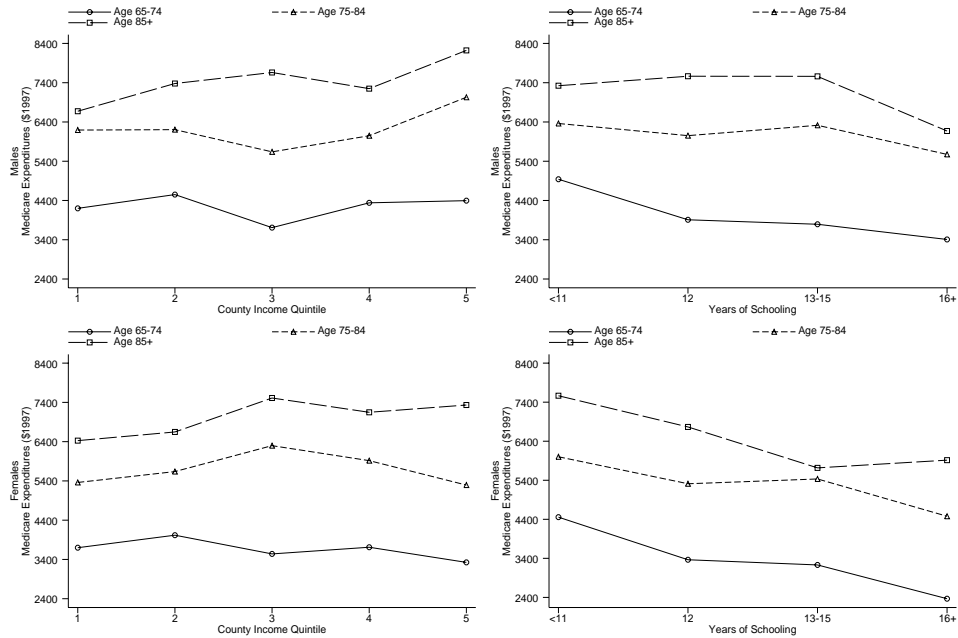 Age 65-74 Age 75-84
Age 85+
8400
7400
6400
5400
4400
3400
2400
Males
Medicare Expenditures ($1997)
1 2 3 4 5
County Income Quintile
Age 65-74 Age 75-84
Age 85+
8400
7400
6400
5400
4400
3400
2400
Males
Medicare Expenditures ($1997)
<11 12 13-15 16+
Years of Schooling
Age 65-74 Age 75-84
Age 85+
8400
7400
6400
5400
4400
3400
2400
Females
Medicare Expenditures ($1997)
1 2 3 4 5
County Income Quintile
Age 65-74 Age 75-84
Age 85+
8400
7400
6400
5400
4400
3400
2400
Females
Medicare Expenditures ($1997)
<11 12 13-15 16+
Years of Schooling